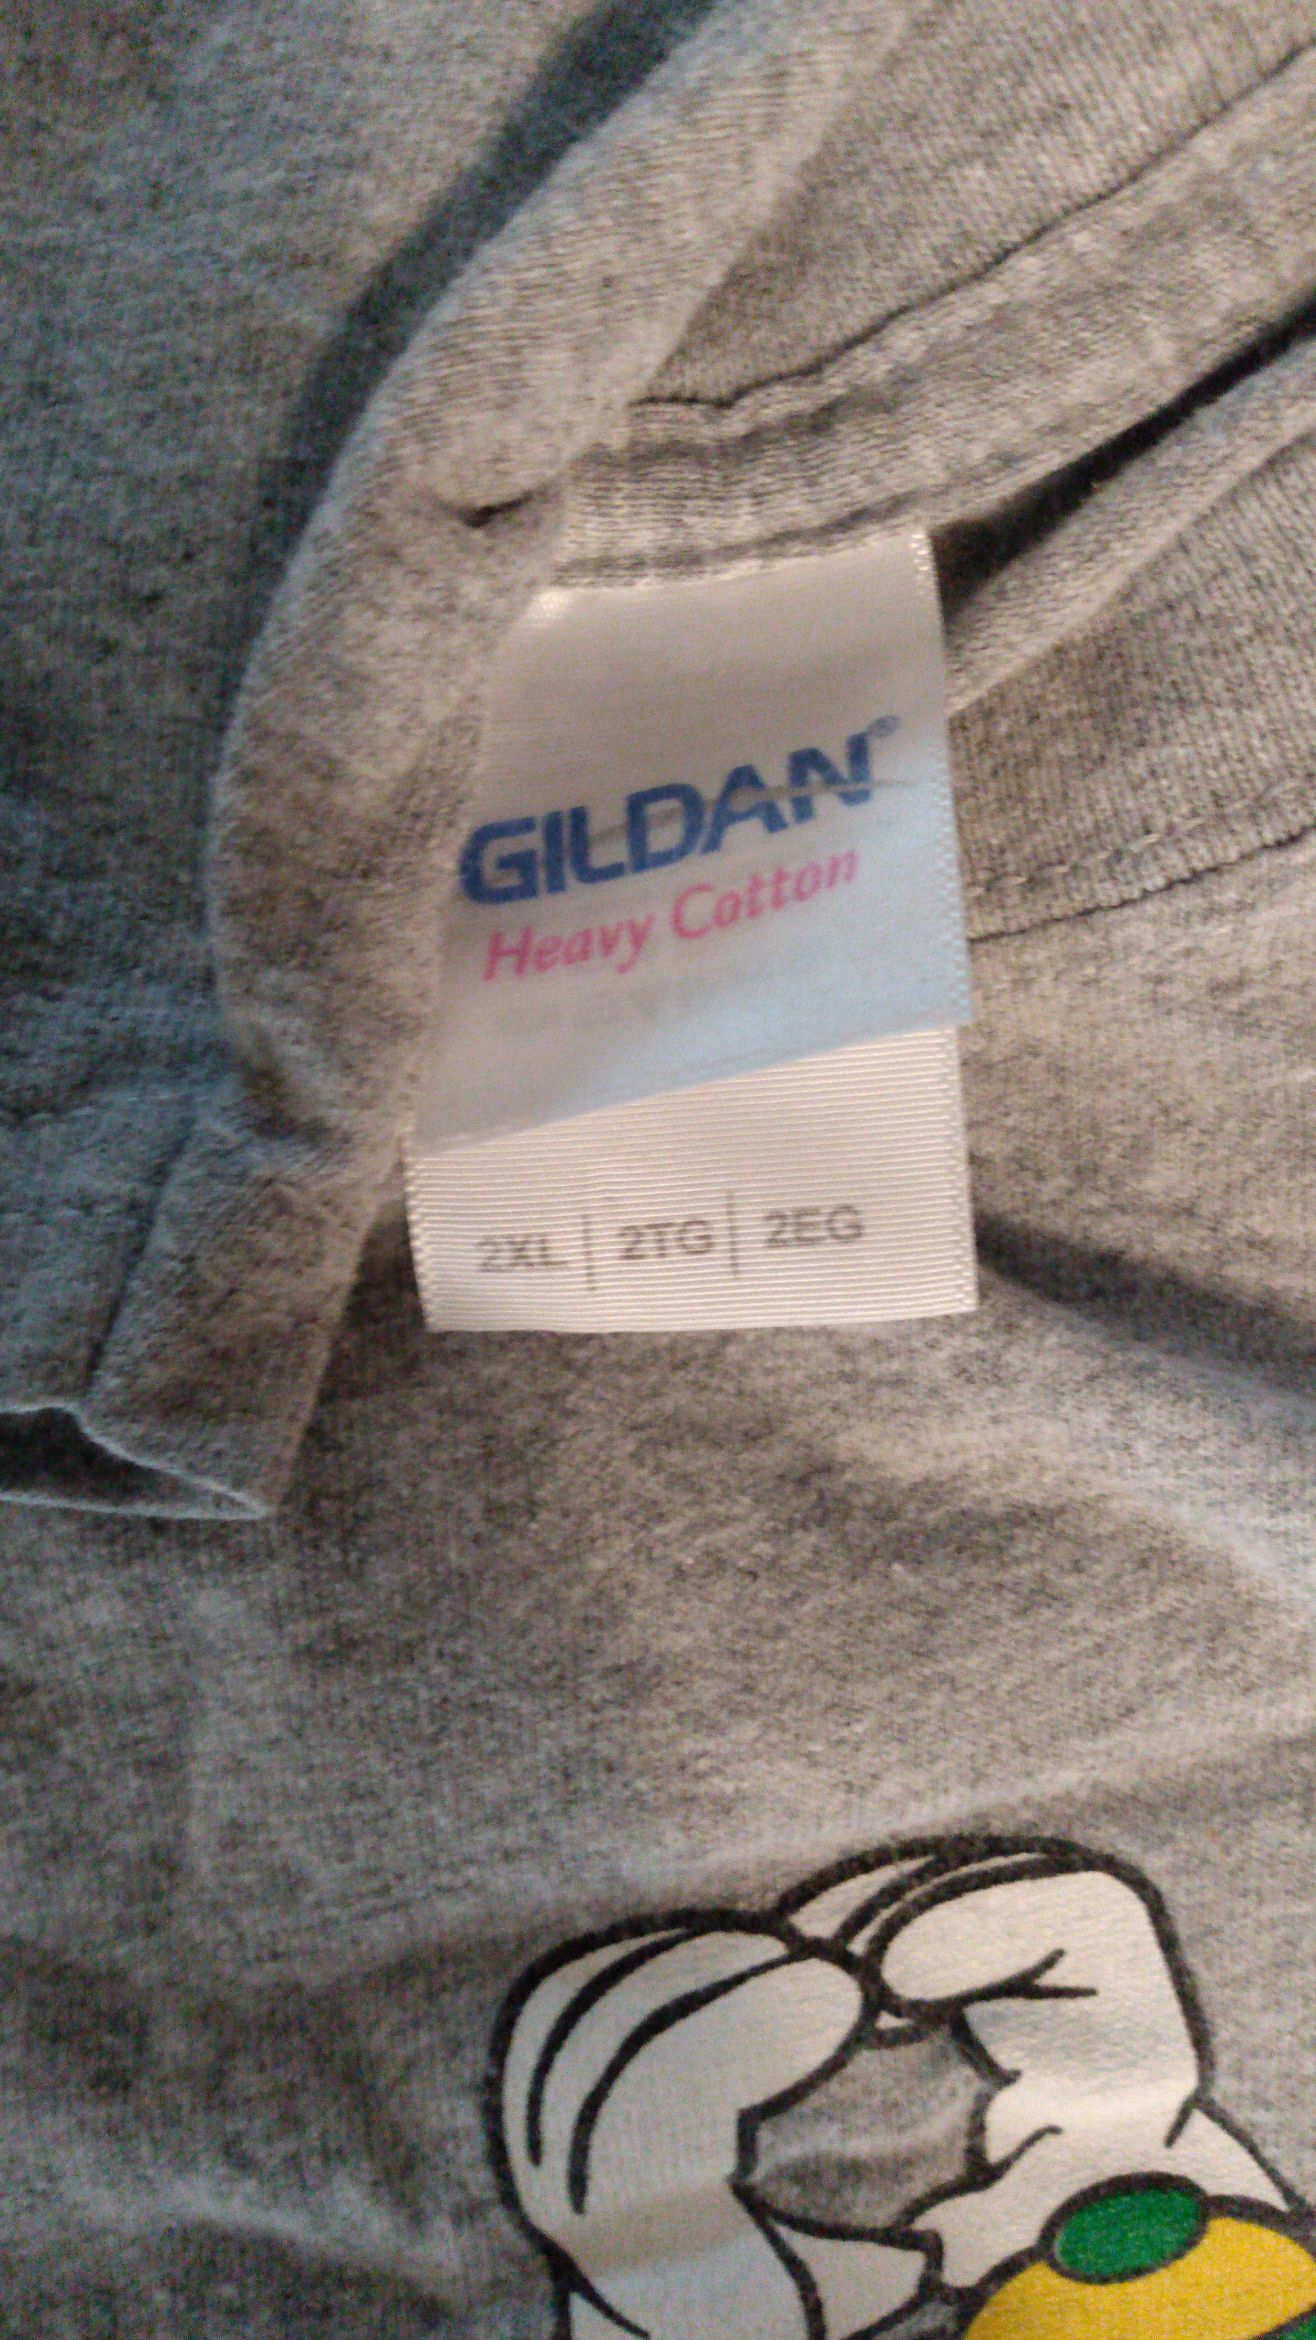 GILDAN®
Heavy Cotton
2XL | 2TG | 2EG